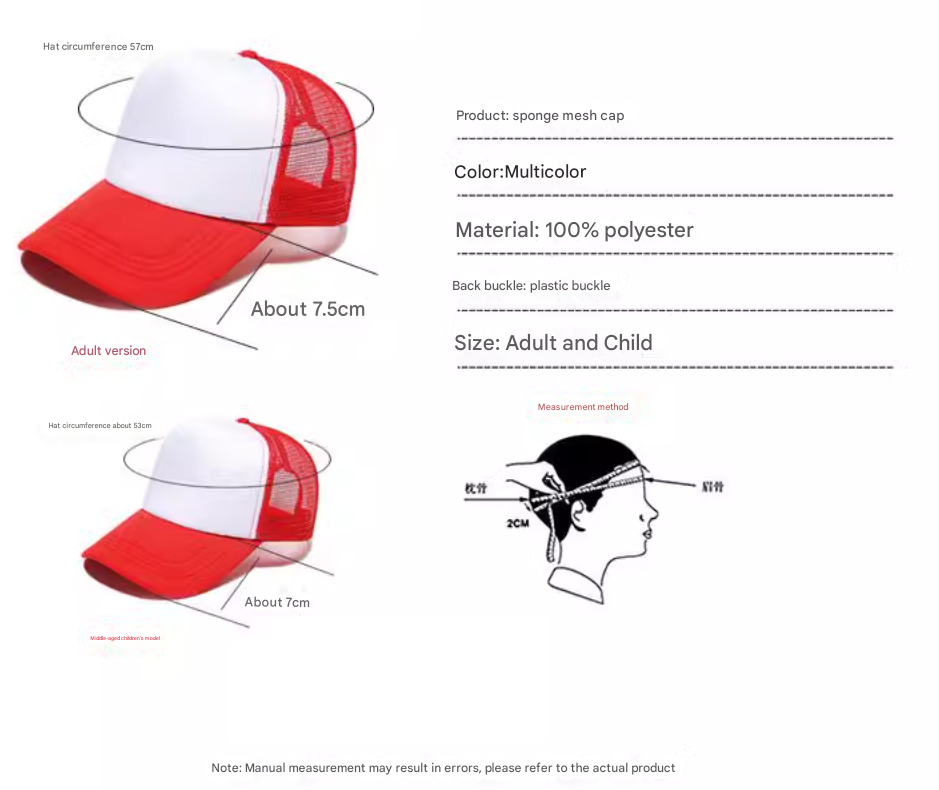 Hat circumference 57cm
About 7.5cm
Adult version
Product: sponge mesh cap
Color:Multicolor
Material: 100% polyester
Back buckle: plastic buckle
Size: Adult and Child
Hat circumference about 53cm
About 7cm
Middle-aged children's model
Measurement method
枕骨
2CM
眉骨
Note: Manual measurement may result in errors, please refer to the actual product